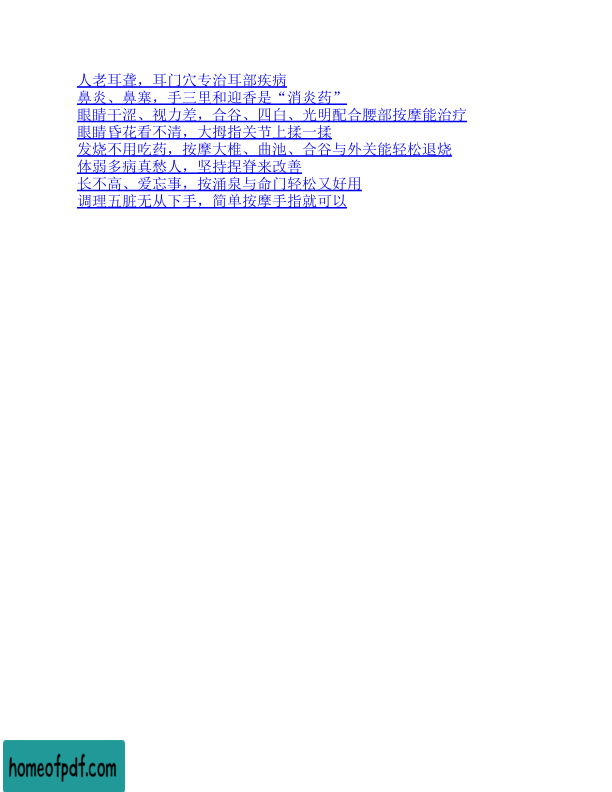 人老耳聋，耳门穴专治耳部疾病
鼻炎、鼻塞，手三里和迎香是“消炎药”
眼睛干涩、视力差，合谷、四白、光明配合腰部按摩能治疗
眼睛昏花看不清，大拇指关节上揉一揉
发烧不用吃药，按摩大椎、曲池、合谷与外关能轻松退烧
体弱多病真愁人，坚持捏脊来改善
长不高、爱忘事，按涌泉与命门轻松又好用
调理五脏无从下手，简单按摩手指就可以
homeofpdf.com